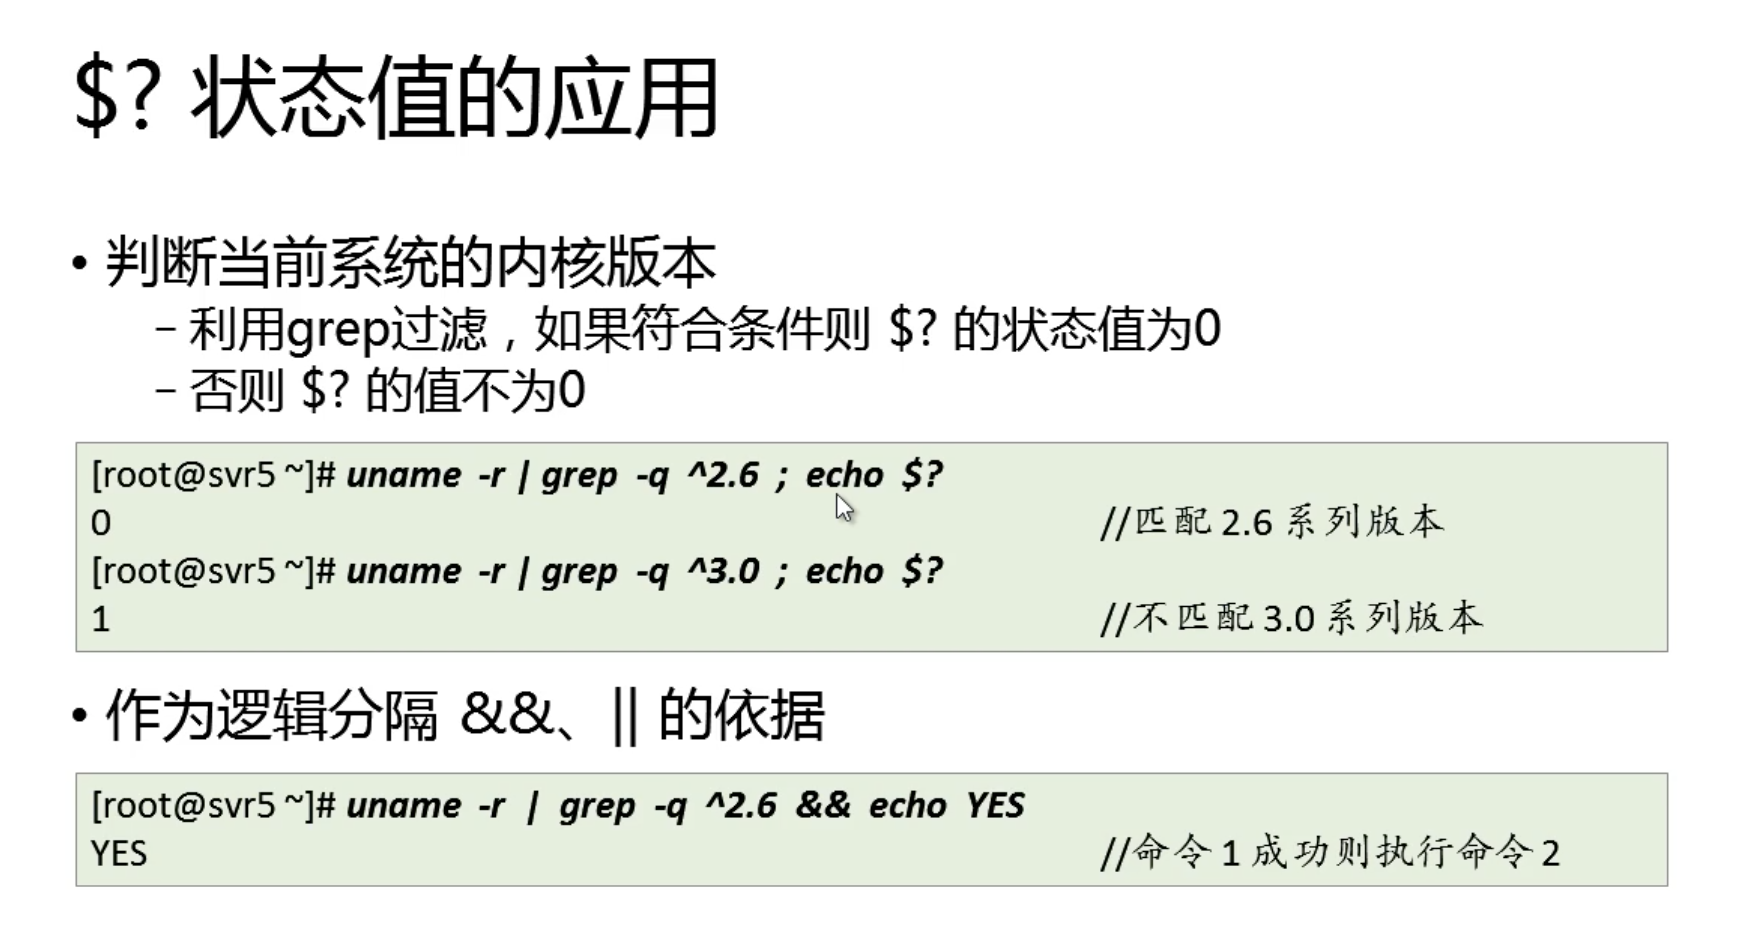 $? 状态值的应用
• 判断当前系统的内核版本
– 利用grep过滤，如果符合条件则 $? 的状态值为0
– 否则 $? 的值不为0
[root@svr5 ~]# uname -r | grep -q ^2.6 ; echo $?
0 //匹配 2.6 系列版本
[root@svr5 ~]# uname -r | grep -q ^3.0 ; echo $?
1 //不匹配 3.0 系列版本
• 作为逻辑分隔 &&、|| 的依据
[root@svr5 ~]# uname -r | grep -q ^2.6 && echo YES
YES //命令 1 成功则执行命令 2